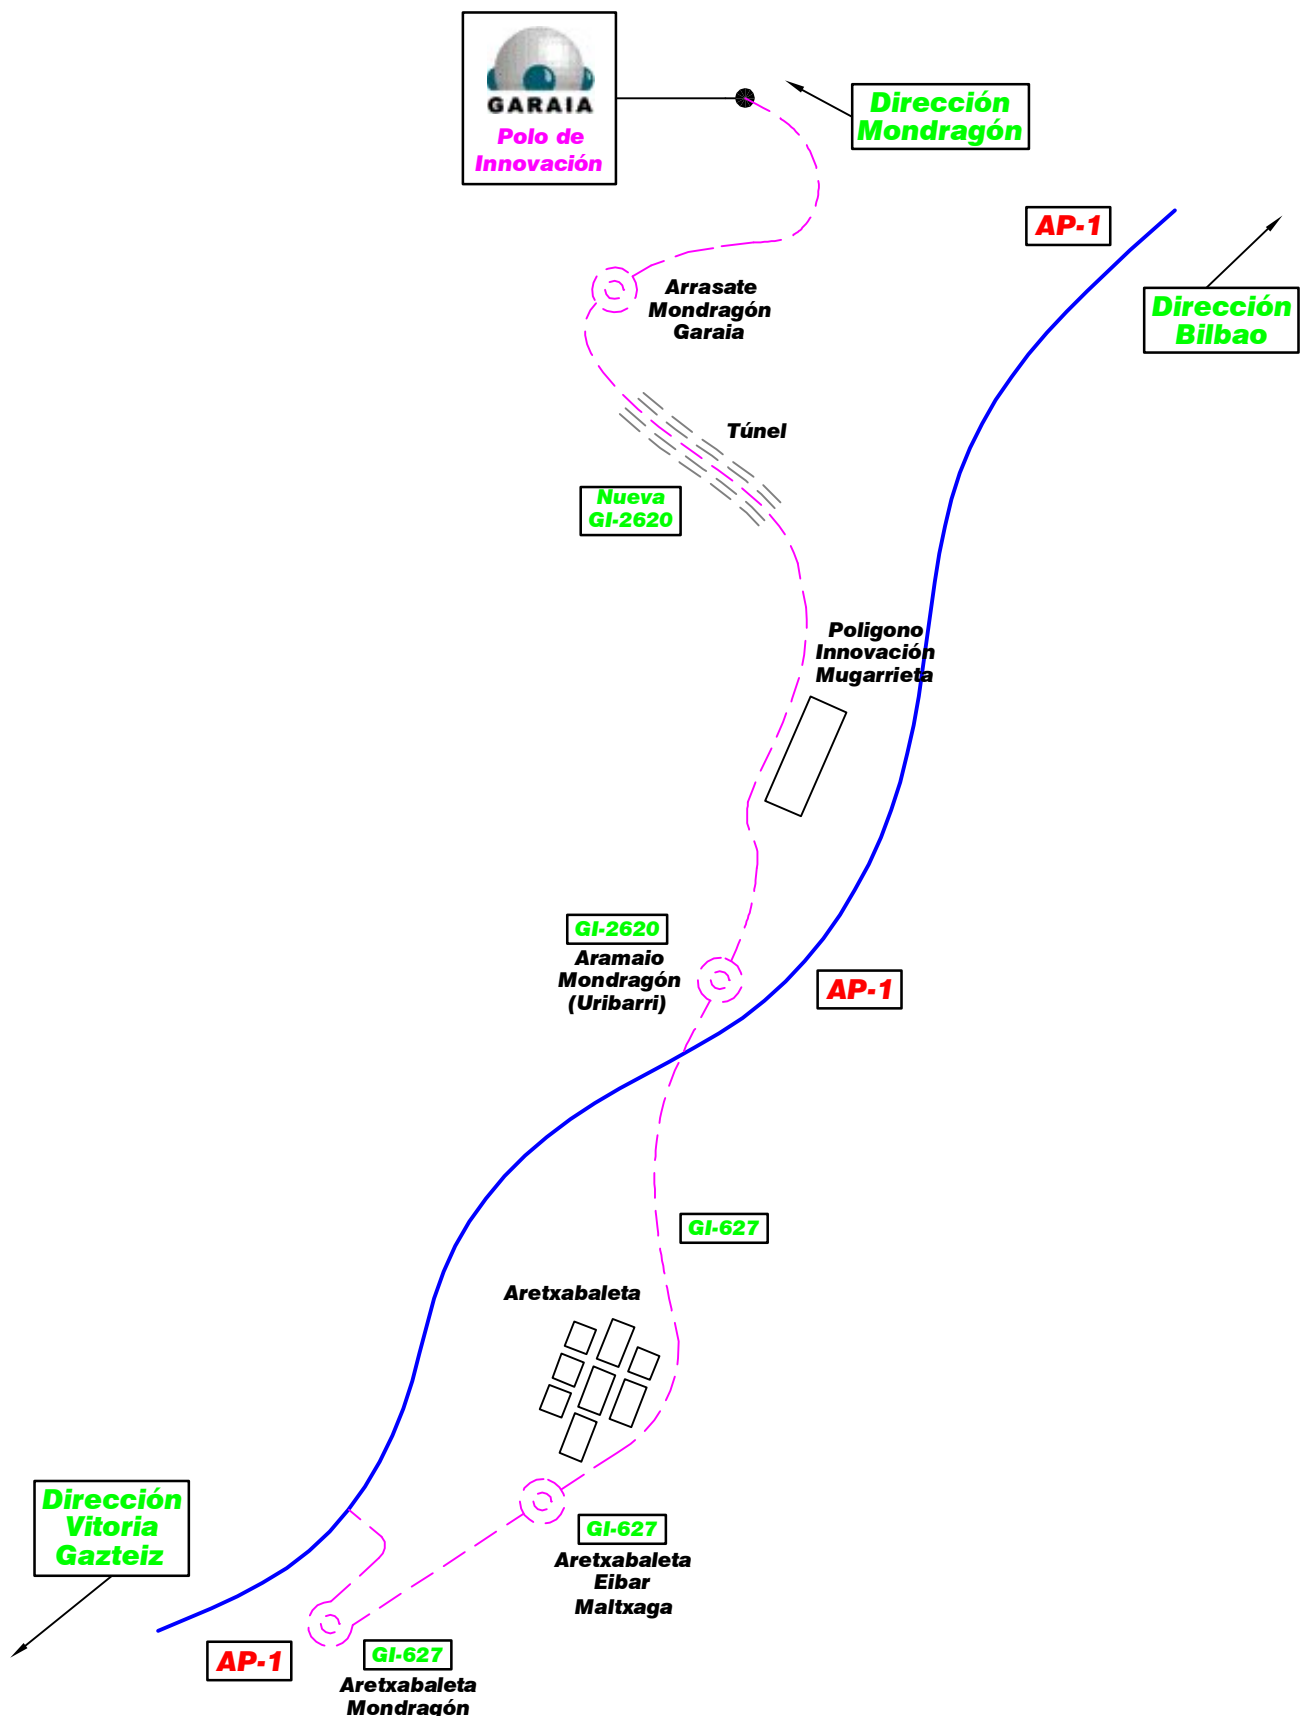 GARAIA
Polo de
Innovación
Dirección
Mondragón
AP-1
Dirección
Bilbao
Arrasate
Mondragón
Garaia
Túnel
Nueva
GI-2620
Poligono
Innovación
Mugarrieta
GI-2620
Aramaio
Mondragón
(Uribarri)
AP-1
GI-627
Aretxabaleta
Dirección
Vitoria
Gazteiz
GI-627
Aretxabaleta
Eibar
Maltxaga
AP-1
GI-627
Aretxabaleta
Mondragón